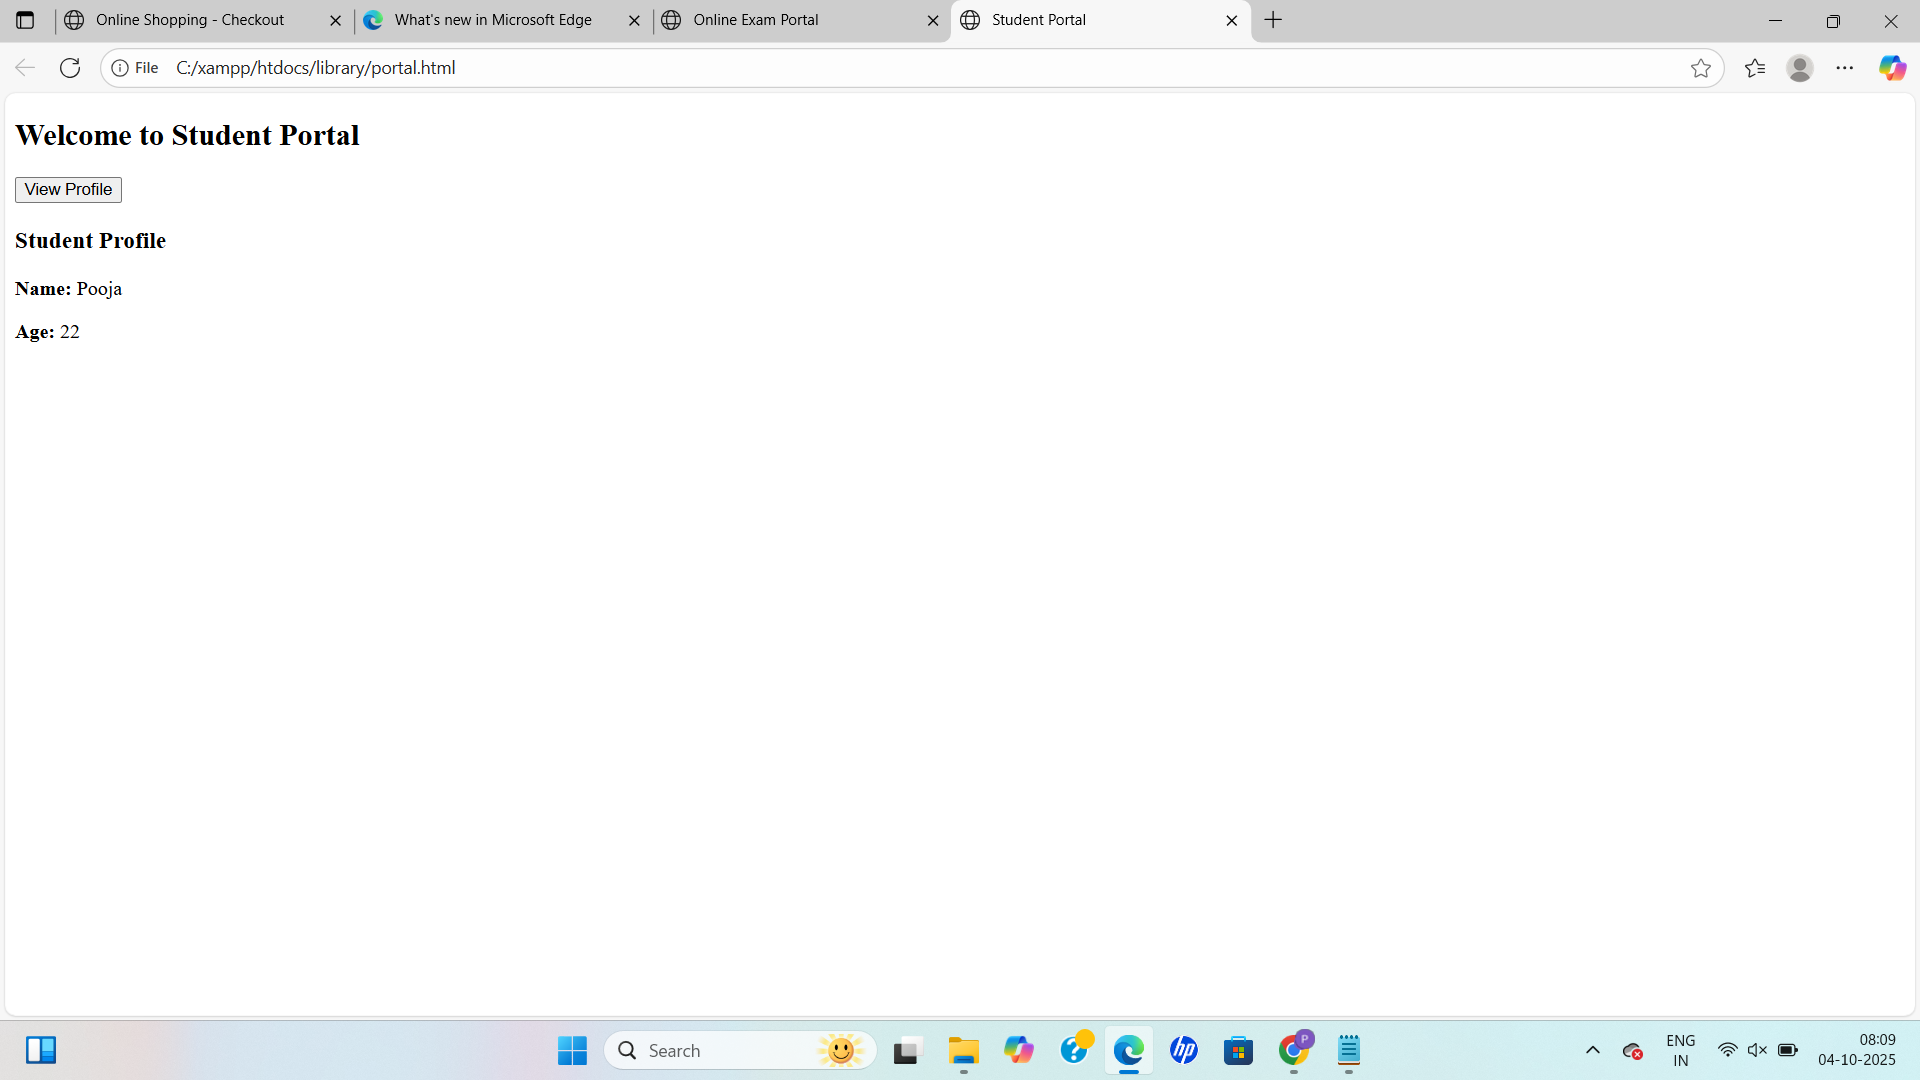 Online Shopping - Checkout
What's new in Microsoft Edge
Online Exam Portal
Student Portal
File C:/xampp/htdocs/library/portal.html
Welcome to Student Portal
View Profile
Student Profile
Name: Pooja
Age: 22
Search
hp
P
ENG
IN
08:09
04-10-2025